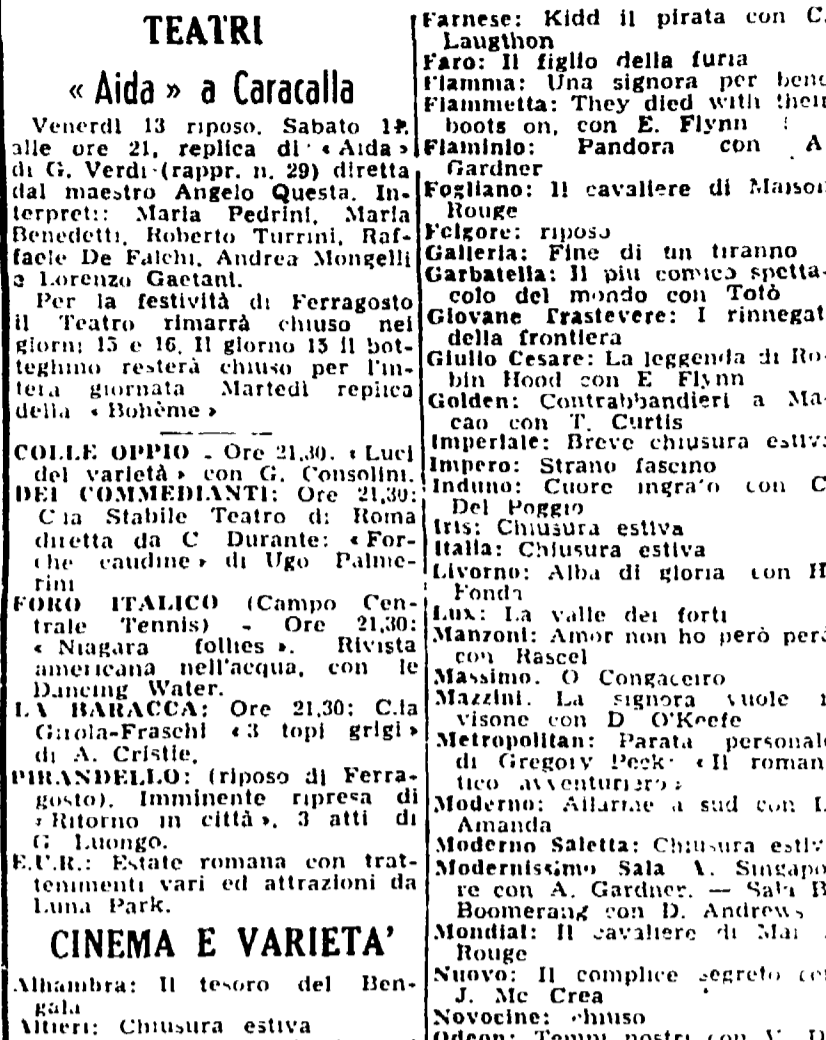 TEATRI
« Aida » a Caracalla
Venerdì 13 riposo. Sabato
alle ore 21, replica di « Aida »
di G. Verdi (rappr. n. 29) diretta
dal maestro Angelo Questa. In-
terpreti: Maria Pedrini, Maria
Benedetti, Roberto Turrini, Raf-
faele De Falchi, Andrea Mongelli
e Lorenzo Gaetani.
Per la festività di Ferragosto
il Teatro rimarrà chiuso nei
giorni 15 e 16. Il giorno 15 il bot-
teghino resterà chiuso per l'in-
tera giornata Martedì replica
della « Bohème »
COLLE OPPIO - Ore 21,30. « Luci
del varietà » con G. Consolini.
DEI COMMEDIANTI: Ore 21,30:
C ia Stabile Teatro di Roma
diretta da C Durante: « For-
che caudine » di Ugo Palme-
rini
FORO ITALICO (Campo Cen-
trale Tennis) - Ore 21,30:
« Niagara follies ». Rivista
americana nell'acqua, con le
Dancing Water.
LA BARACCA: Ore 21,30: C.ia
Girola-Fraschi « 3 topi grigi »
di A. Cristie.
PIRANDELLO: (riposo di Ferra-
gosto). Imminente ripresa di
« Ritorno in città », 3 atti di
G Luongo.
E.U.R.: Estate romana con trat-
tenimenti vari ed attrazioni da
Luna Park.
CINEMA E VARIETA'
Alhambra: Il tesoro del Ben-
gala
Altieri: Chiusura estiva
Farnese: Kidd il pirata con C.
Laugthon
Faro: Il figlio della furia
Fiamma: Una signora per bene
Fiammetta: They died with their
boots on, con E. Flynn
Flaminio: Pandora con A
Gardner
Fogliano: Il cavaliere di Maison
Rouge
Folgore: riposo
Galleria: Fine di un tiranno
Garbatella: Il più comico spetta-
colo del mondo con Totò
Giovane Trastevere: I rinnegat
della frontiera
Giulio Cesare: La leggenda di Ro-
bin Hood con E Flynn
Golden: Contrabbandieri a Ma-
cao con T. Curtis
Imperiale: Breve chiusura estiva
Impero: Strano fascino
Induno: Cuore ingrato con C
Del Poggio
Iris: Chiusura estiva
Italia: Chiusura estiva
Livorno: Alba di gloria con H
Fonda
Lux: La valle dei forti
Manzoni: Amor non ho però però
con Rascel
Massimo. O Congaceiro
Mazzini. La signora vuole
visone con D O'Keefe
Metropolitan: Parata personale
di Gregory Peck: « Il roman
tico avventuriero »
Moderno: Allarme a sud con L
Amanda
Moderno Saletta: Chiusura estiv
Modernissimo Sala A. Singapo-
re con A. Gardner. — Sala B
Boomerang con D. Andrews
Mondial: Il cavaliere di Mai
Rouge
Nuovo: Il complice segreto con
J. Mc Crea
Novocine: chiuso
Odeon: Tempi nostri con V. D